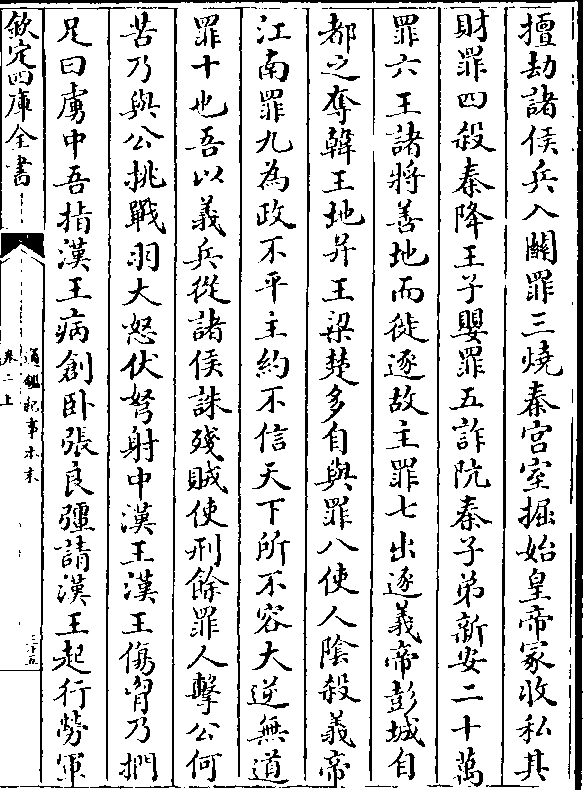 擅劫諸侯兵入關罪三燒秦宮室掘始皇帝冢收私其
財罪四殺秦降王子嬰罪五詐阬秦子弟新安二十萬
罪六王諸將善地而徙逐故主罪七出逐義帝彭城自
都之奪韓王地并王梁楚多自與罪八使人陰殺義帝
江南罪九為政不平主約不信天下所不容大逆無道
罪十也吾以義兵從諸侯誅殘賊使刑餘罪人擊公何
苦乃與公挑戰羽大怒伏弩射中漢王漢王傷胷乃捫
足曰虜中吾指漢王病創卧張良彊請漢王起行勞軍
欽定四庫全書
通鑑紀事本末
卷二上
三十五